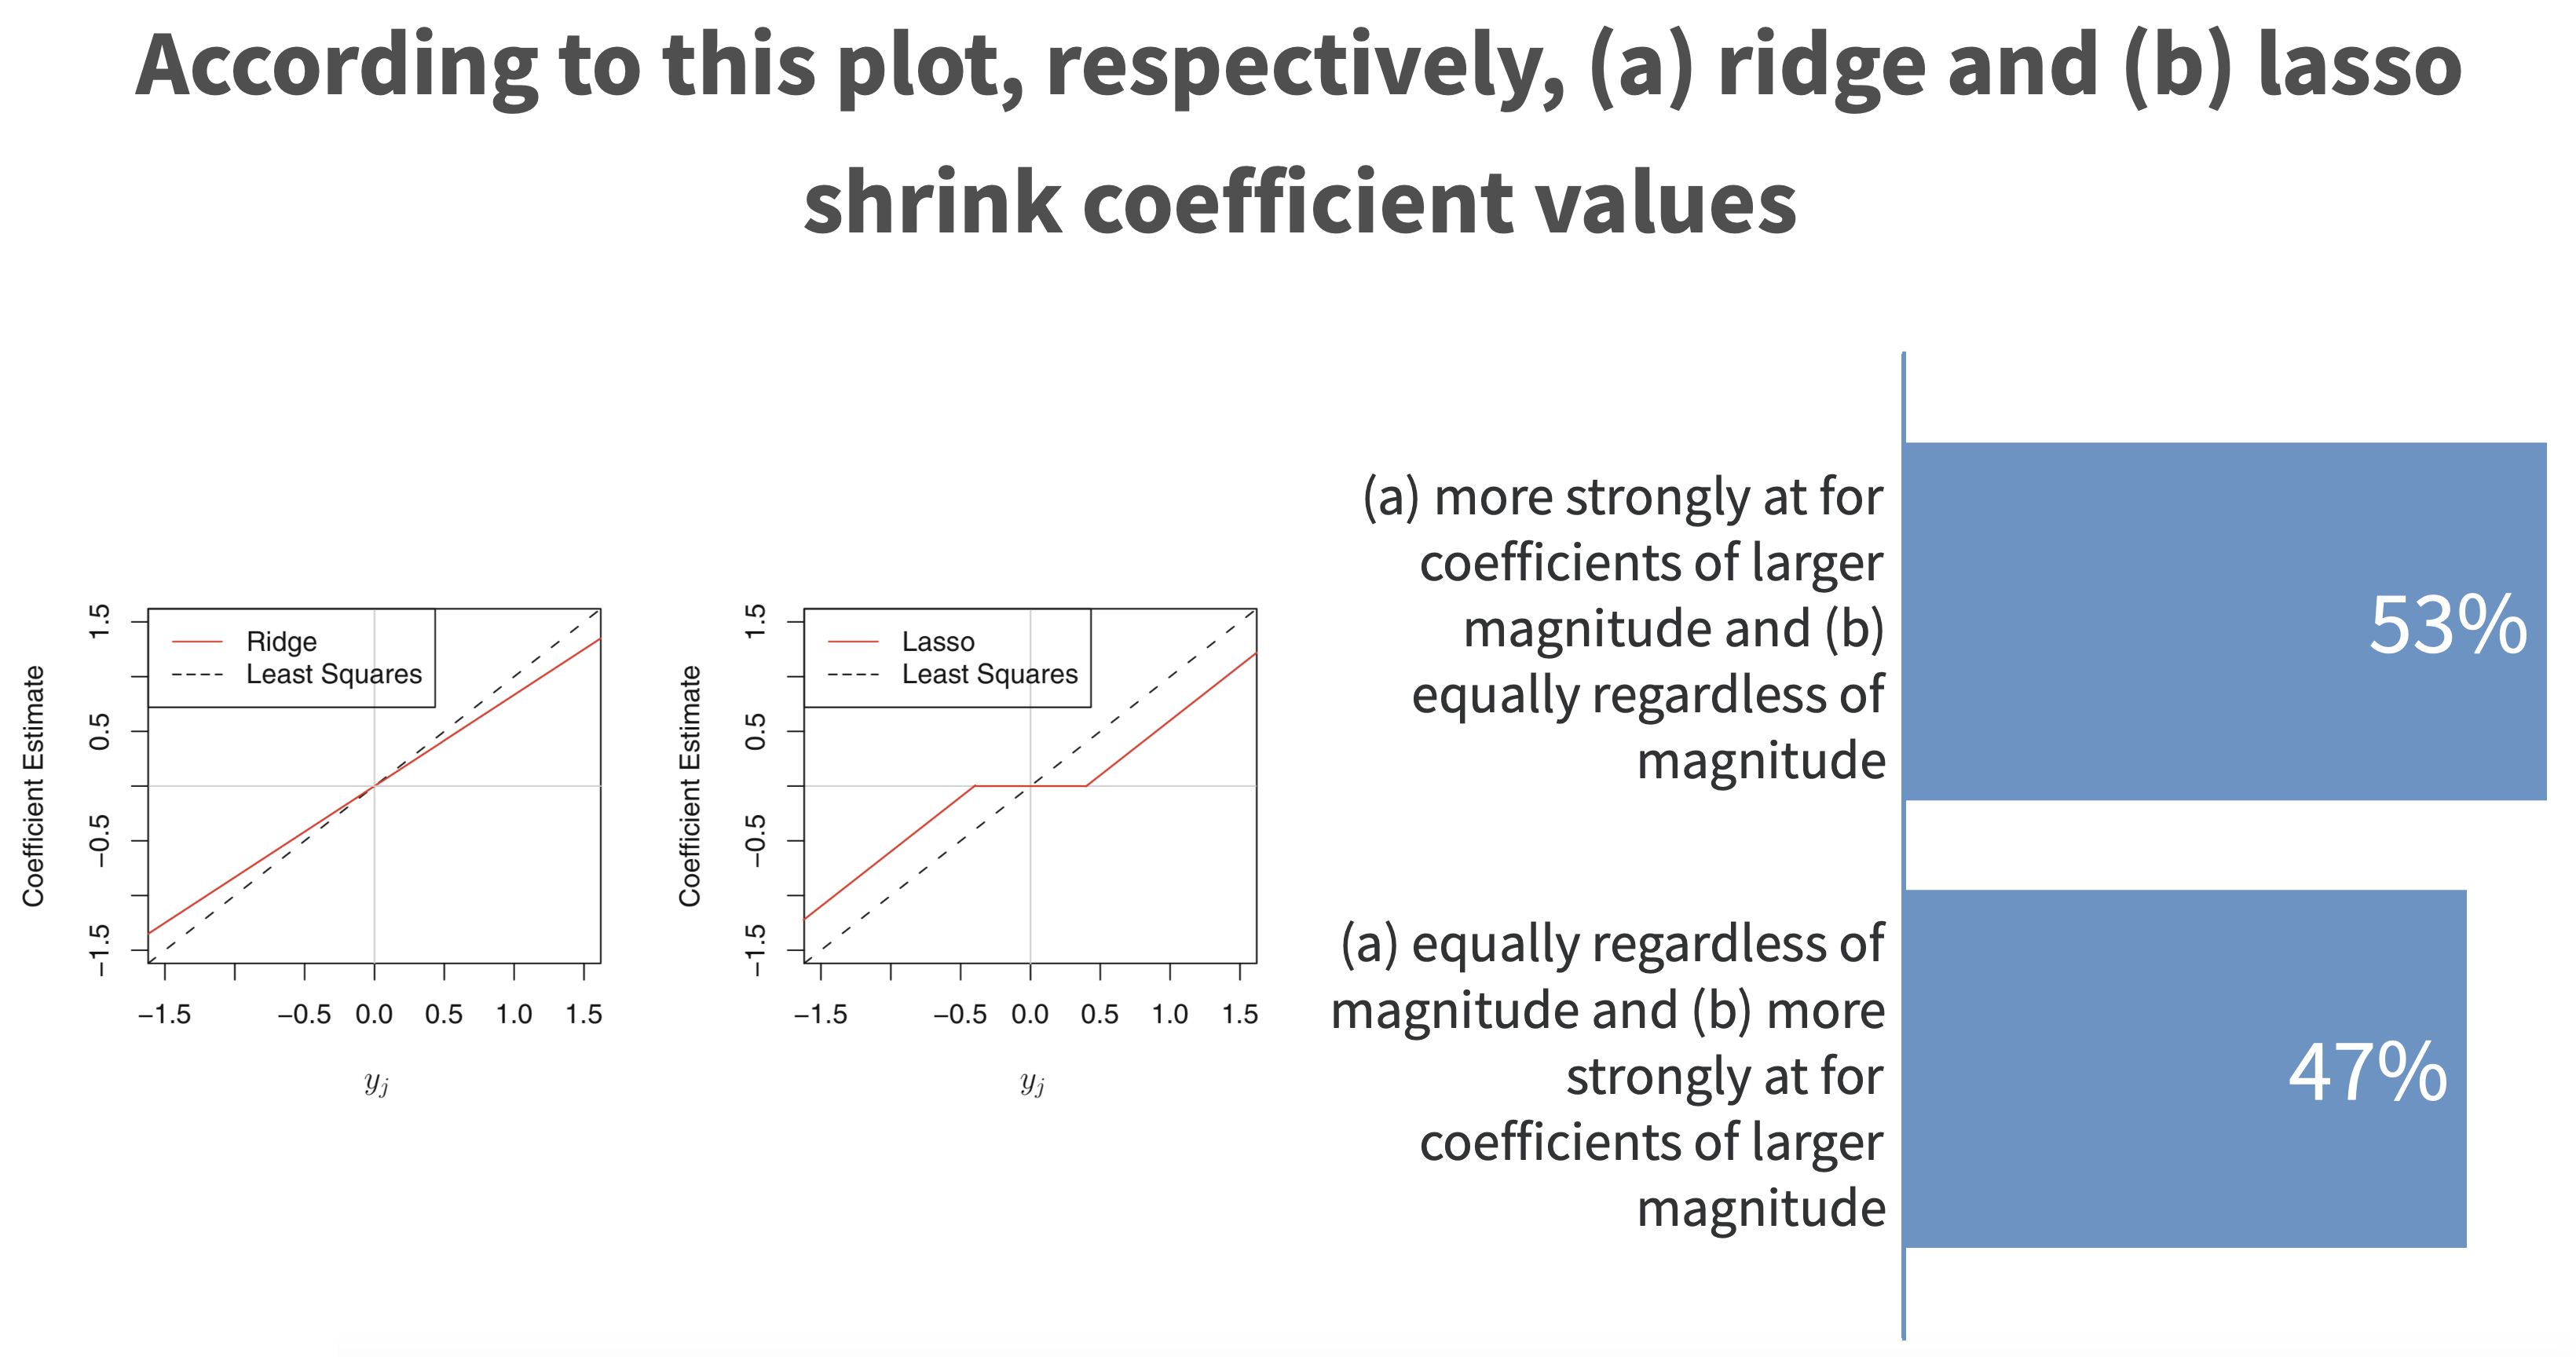 According to this plot, respectively, (a) ridge and (b) lasso
shrink coefficient values
Coefficient Estimate
1.5
0.5
−0.5
−1.5
Ridge
Least Squares
−1.5
−0.5
0.0
0.5
1.0
1.5
yj
Coefficient Estimate
1.5
0.5
−0.5
−1.5
Lasso
Least Squares
−1.5
−0.5
0.0
0.5
1.0
1.5
yj
(a) more strongly at for
coefficients of larger
magnitude and (b)
equally regardless of
magnitude
53%
(a) equally regardless of
magnitude and (b) more
strongly at for
coefficients of larger
magnitude
47%